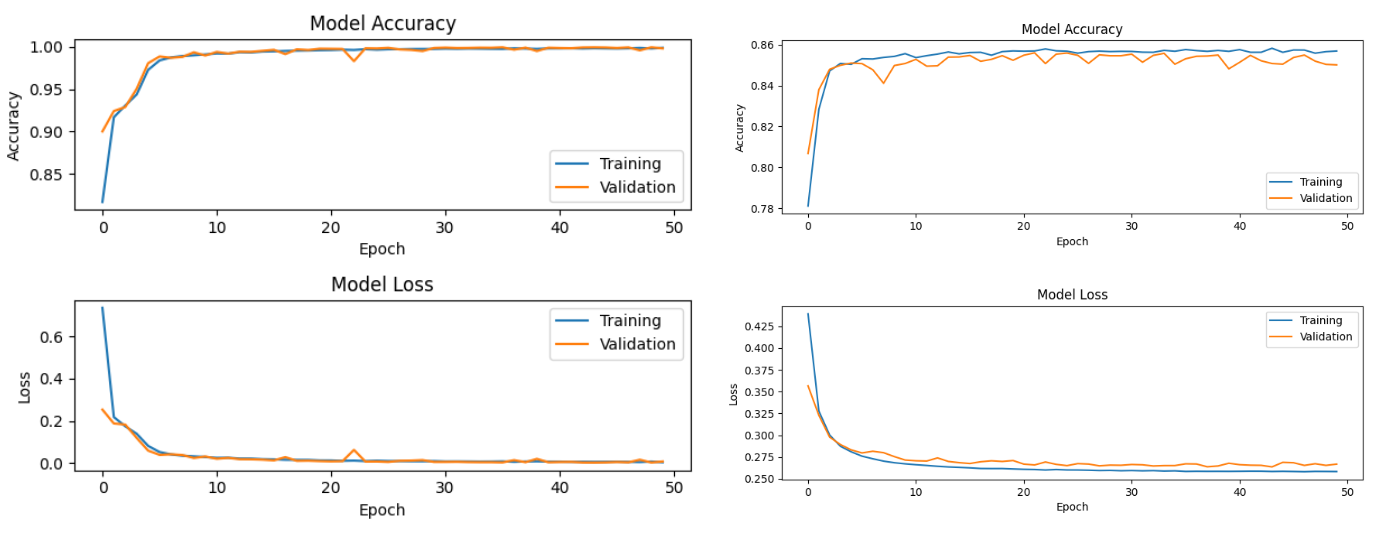 Model Accuracy
1.00
0.95
0.90
0.85
Accuracy
Training
Validation
0 10 20 30 40 50
Epoch
Model Loss
0.6
0.4
0.2
0.0
Loss
Training
Validation
0 10 20 30 40 50
Epoch
Model Accuracy
0.86
0.84
0.82
0.80
0.78
Accuracy
Training
Validation
0 10 20 30 40 50
Epoch
Model Loss
0.425
0.400
0.375
0.350
0.325
0.300
0.275
0.250
Loss
Training
Validation
0 10 20 30 40 50
Epoch